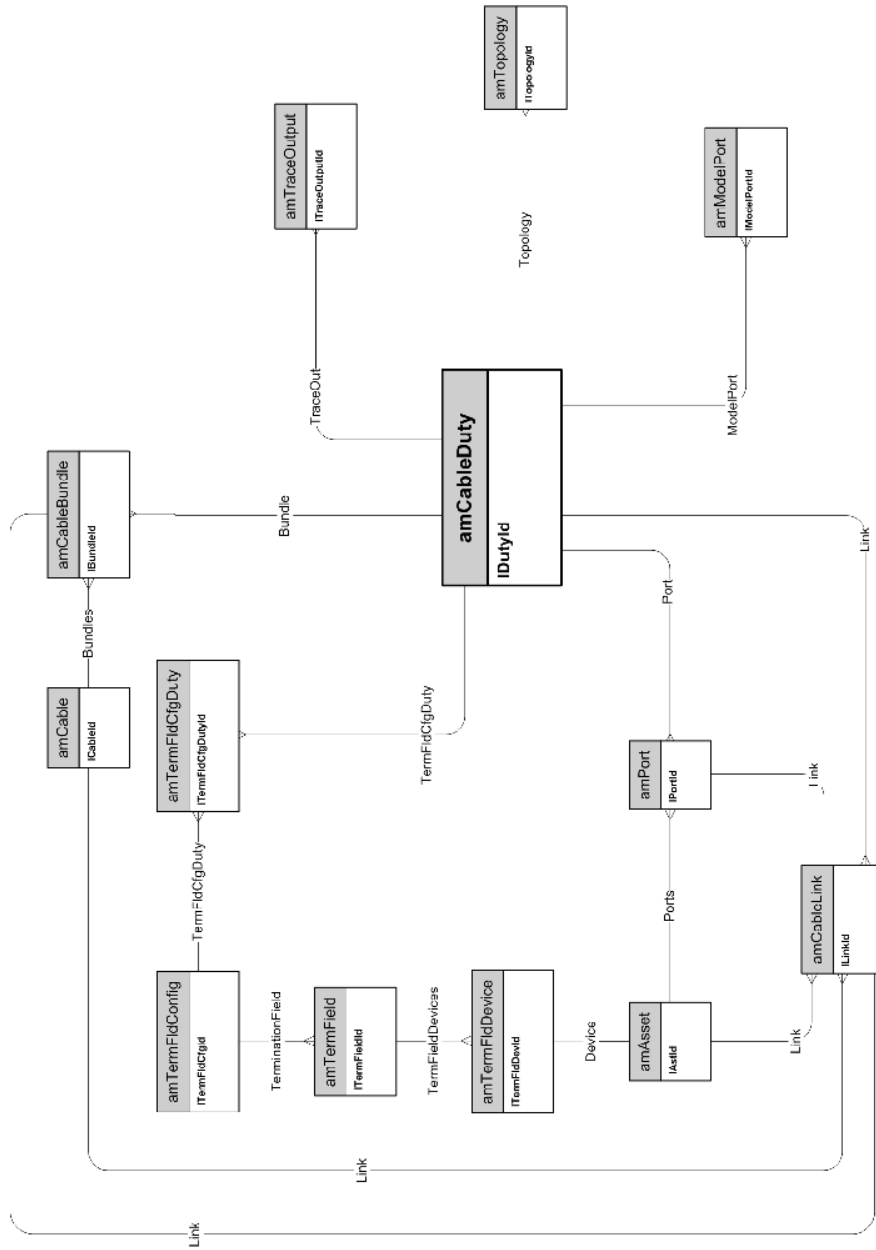 amTopology
lTopologyId
amTraceOutput
lTraceOutputId
Topology
amModelPort
lModelPortId
TraceOut
ModelPort
amCableBundle
lBundleId
Bundle
amCableDuty
lDutyId
Link
Port
Bundles
amCable
lCableId
amTermFldCfgDuty
lTermFldCfgDutyId
TermFldCfgDuty
amPort
lPortId
Link
TermFldCfgDuty
Ports
amCableLink
lLinkId
amTermFldConfig
lTermFldCfgid
TerminationField
amTermField
lTermFieldId
TermFieldDevices
amTermFldDevice
lTermFldDevId
Device
amAsset
lAstId
Link
Link
Link